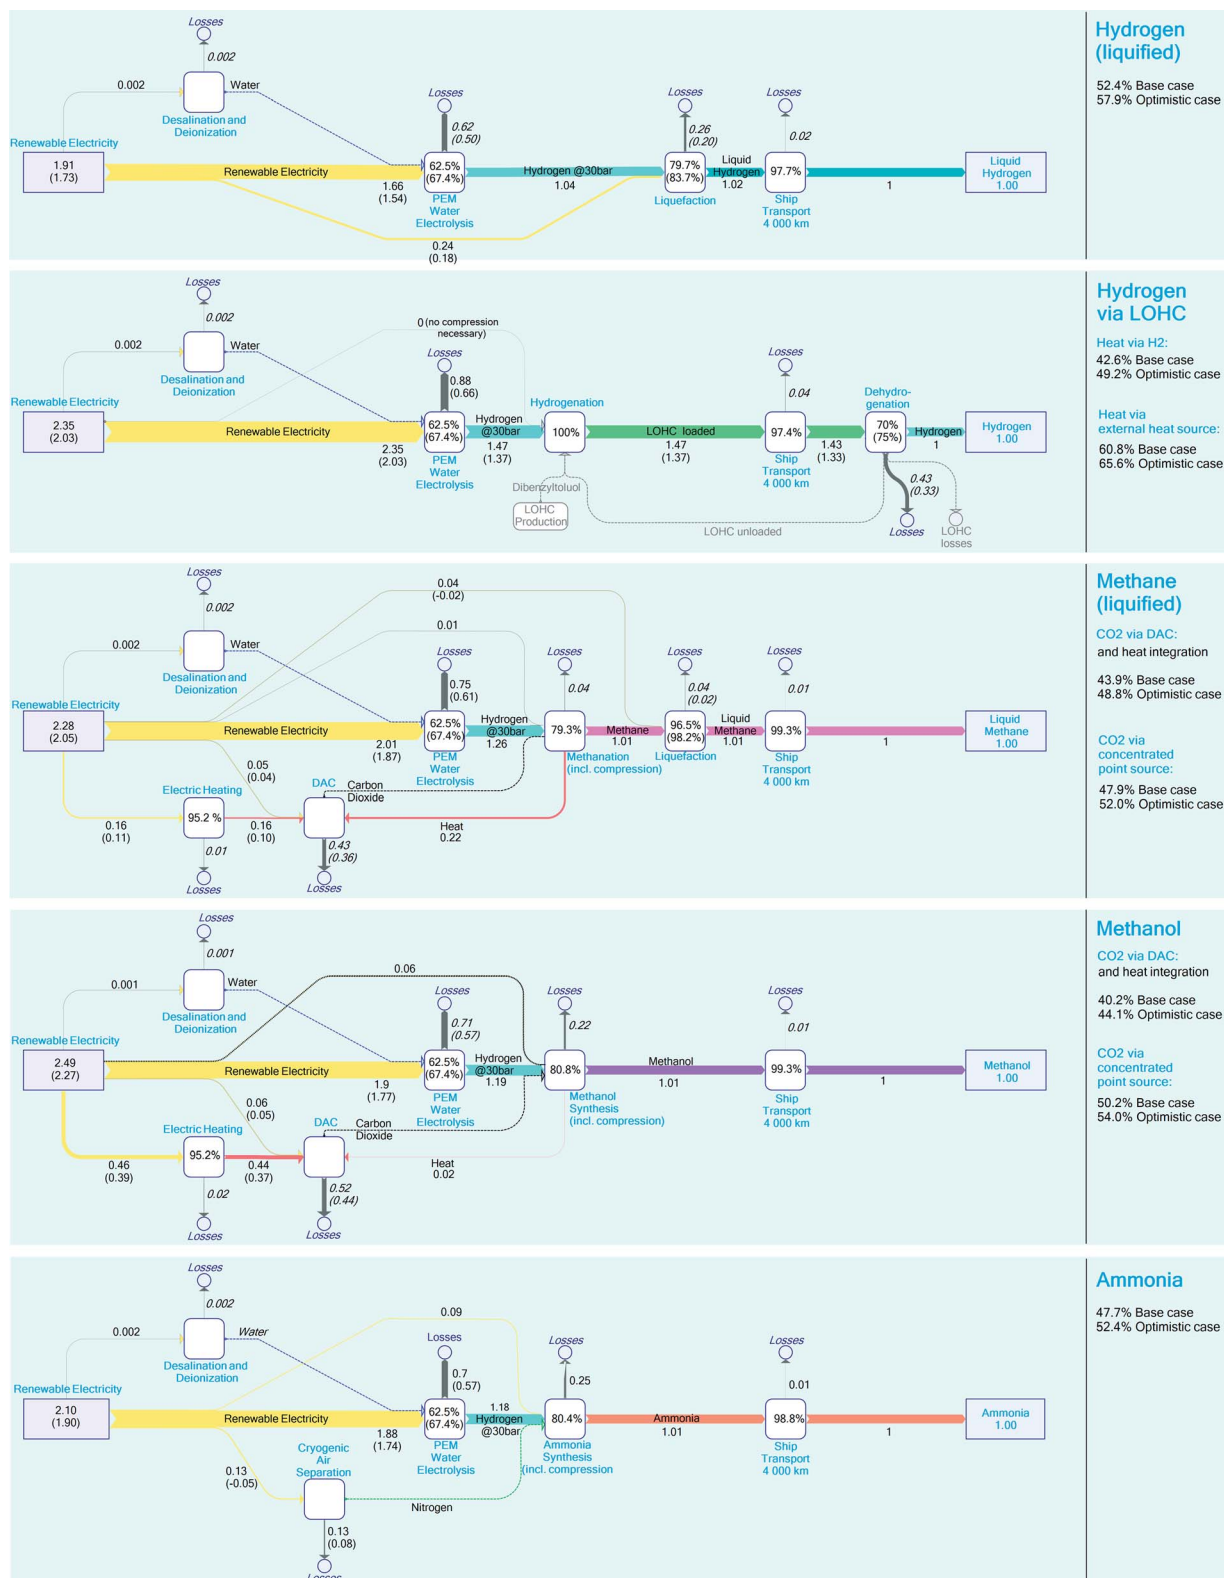 Hydrogen
(liquified)
52.4% Base case
57.9% Optimistic case
Losses
0.002
0.002
Water
Desalination and
Deionization
Renewable Electricity
1.91
(1.73)
Renewable Electricity
1.66
(1.54)
Losses
0.62
(0.50)
62.5%
(67.4%)
PEM
Water
Electrolysis
Hydrogen @30bar
1.04
0.24
(0.18)
Losses
0.26
(0.20)
79.7%
(83.7%)
Liquefaction
Liquid
Hydrogen
1.02
Losses
0.02
97.7%
Ship
Transport
4 000 km
1
Liquid
Hydrogen
1.00
Hydrogen
via LOHC
Heat via H2:
42.6% Base case
49.2% Optimistic case
Heat via
external heat source:
60.8% Base case
65.6% Optimistic case
Losses
0.002
0.002
Water
Desalination and
Deionization
0 (no compression
necessary)
Renewable Electricity
2.35
(2.03)
Renewable Electricity
2.35
(2.03)
Losses
0.88
(0.66)
62.5%
(67.4%)
PEM
Water
Electrolysis
Hydrogen
@30bar
1.47
(1.37)
Hydrogenation
100%
Dibenzyltoluol
LOHC
Production
LOHC loaded
1.47
(1.37)
LOHC unloaded
Losses
0.04
97.4%
Ship
Transport
4 000 km
1.43
(1.33)
Dehydro-
genation
70%
(75%)
0.43
(0.33)
Losses
LOHC
losses
Hydrogen
1
Hydrogen
1.00
Methane
(liquified)
CO2 via DAC:
and heat integration
43.9% Base case
48.8% Optimistic case
CO2 via
concentrated
point source:
47.9% Base case
52.0% Optimistic case
Losses
0.002
0.002
Water
Desalination and
Deionization
0.04
(-0.02)
0.01
Renewable Electricity
2.28
(2.05)
Renewable Electricity
2.01
(1.87)
Losses
0.75
(0.61)
62.5%
(67.4%)
PEM
Water
Electrolysis
Hydrogen
@30bar
1.26
Losses
0.04
79.3%
Methanation
(incl. compression)
Methane
1.01
Losses
0.04
(0.02)
96.5%
(98.2%)
Liquefaction
Liquid
Methane
1.01
Losses
0.01
99.3%
Ship
Transport
4 000 km
1
Liquid
Methane
1.00
0.05
(0.04)
Electric Heating
95.2 %
0.16
(0.11)
0.16
(0.10)
0.01
Losses
DAC
Carbon
Dioxide
Heat
0.22
0.43
(0.36)
Losses
Methanol
CO2 via DAC:
and heat integration
40.2% Base case
44.1% Optimistic case
CO2 via
concentrated
point source:
50.2% Base case
54.0% Optimistic case
Losses
0.001
0.001
Water
Desalination and
Deionization
0.06
Renewable Electricity
2.49
(2.27)
Renewable Electricity
1.9
(1.77)
Losses
0.71
(0.57)
62.5%
(67.4%)
PEM
Water
Electrolysis
Hydrogen
@30bar
1.19
Losses
0.22
80.8%
Methanol
Synthesis
(incl. compression)
Methanol
1.01
Losses
0.01
99.3%
Ship
Transport
4 000 km
1
Methanol
1.00
0.06
(0.05)
Electric Heating
95.2%
0.46
(0.39)
0.44
(0.37)
0.02
Losses
DAC
Carbon
Dioxide
Heat
0.02
0.52
(0.44)
Losses
Ammonia
47.7% Base case
52.4% Optimistic case
Losses
0.002
0.002
Water
Desalination and
Deionization
0.09
Renewable Electricity
2.10
(1.90)
Renewable Electricity
1.88
(1.74)
Losses
0.7
(0.57)
62.5%
(67.4%)
PEM
Water
Electrolysis
1.18
Hydrogen
@30bar
Losses
0.25
80.4%
Ammonia
Synthesis
(incl. compression
Ammonia
1.01
Losses
0.01
98.8%
Ship
Transport
4 000 km
1
Ammonia
1.00
Cryogenic
Air
Separation
0.13
(-0.05)
Nitrogen
0.13
(0.08)
Losses